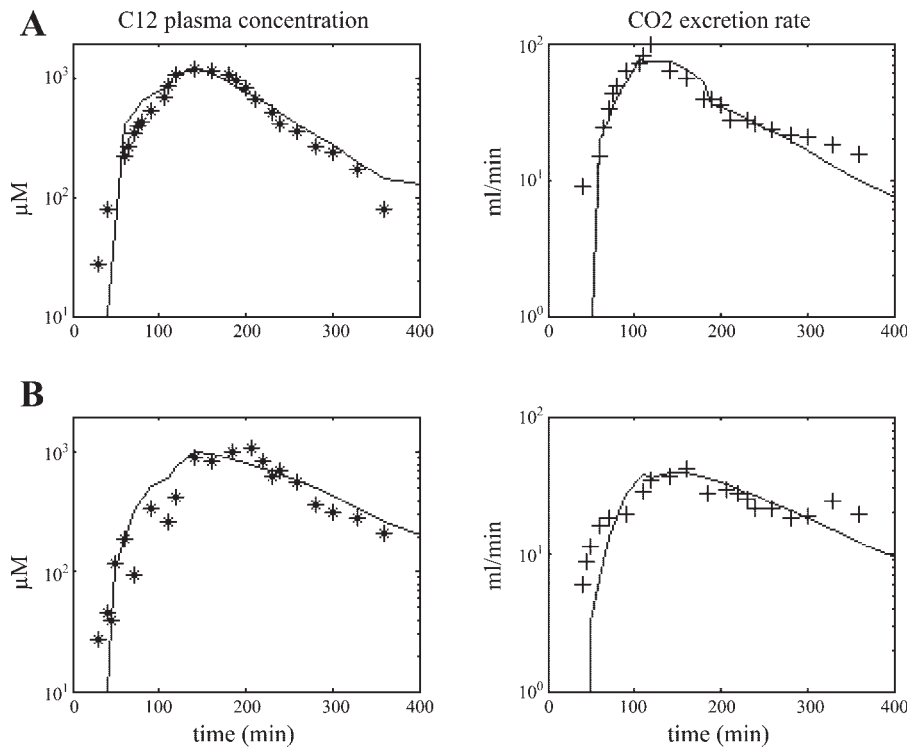 A
C12 plasma concentration
CO2 excretion rate
10³
10²
10¹
µM
0 100 200 300 400
10²
10¹
10⁰
ml/min
0 100 200 300 400
B
10³
10²
10¹
µM
0 100 200 300 400
time (min)
10²
10¹
10⁰
ml/min
0 100 200 300 400
time (min)